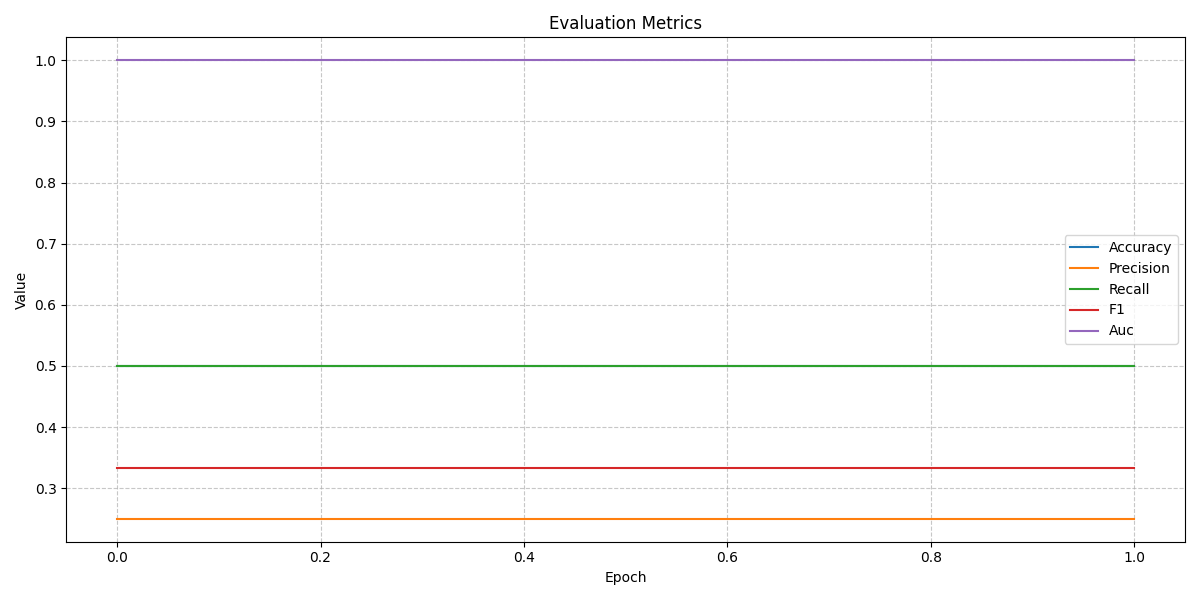 Evaluation Metrics
1.0
0.9
0.8
0.7
0.6
0.5
0.4
0.3
Value
Accuracy
Precision
Recall
F1
Auc
0.0 0.2 0.4 0.6 0.8 1.0
Epoch